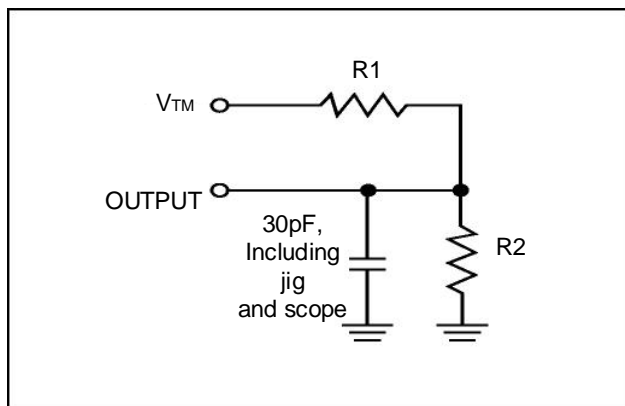 R1
VTM
OUTPUT
30pF,
Including
jig
and scope
R2